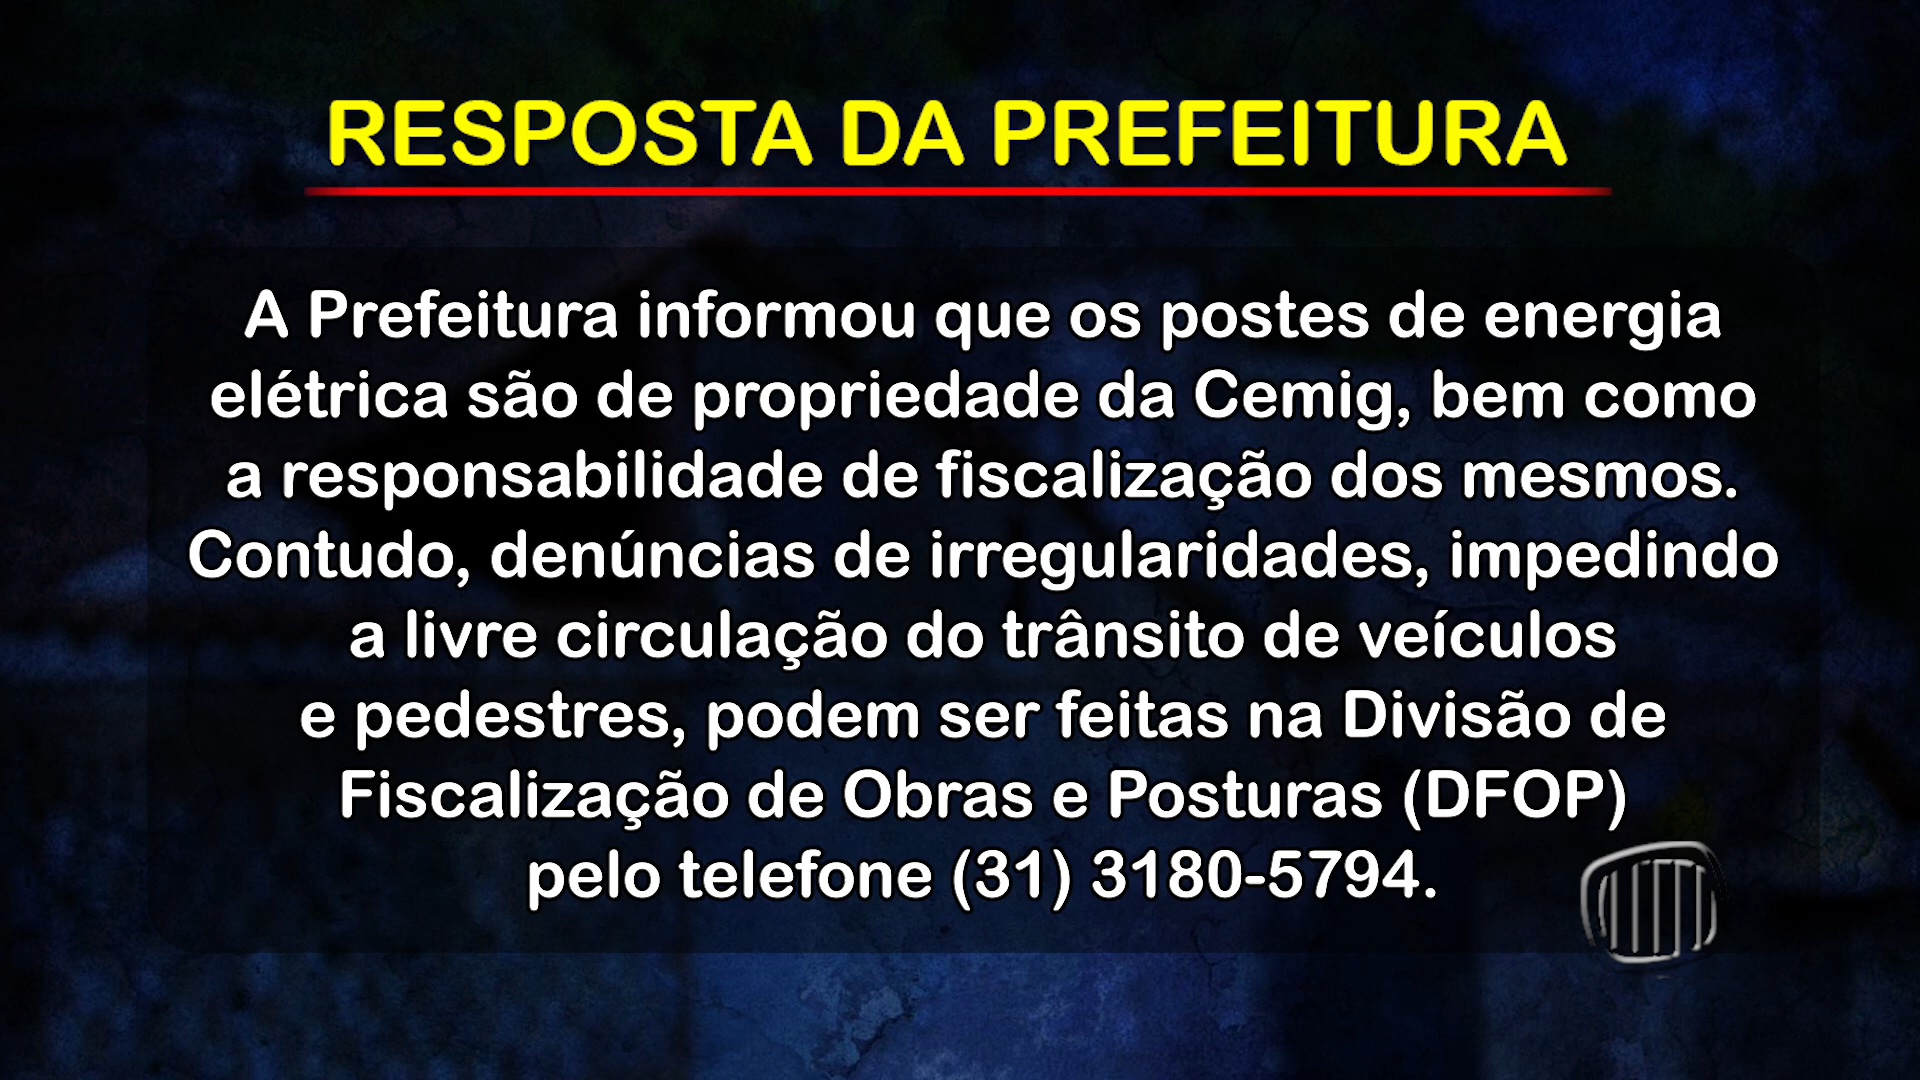 RESPOSTA DA PREFEITURA
A Prefeitura informou que os postes de energia
elétrica são de propriedade da Cemig, bem como
a responsabilidade de fiscalização dos mesmos.
Contudo, denúncias de irregularidades, impedindo
a livre circulação do trânsito de veículos
e pedestres, podem ser feitas na Divisão de
Fiscalização de Obras e Posturas (DFOP)
pelo telefone (31) 3180-5794.